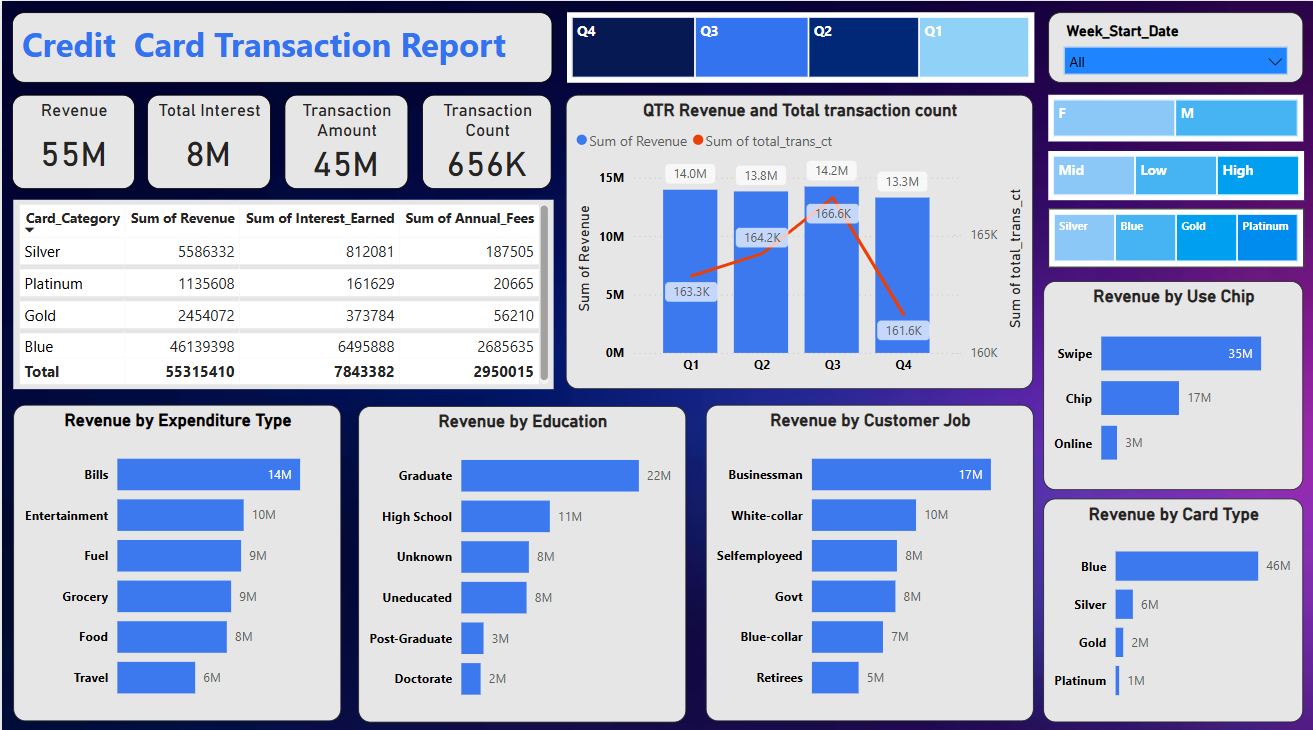 Credit Card Transaction Report
Q4 Q3 Q2 Q1
Week_Start_Date
All
F M
Mid Low High
Silver Blue Gold Platinum
Revenue
55M
Total Interest
8M
Transaction
Amount
45M
Transaction
Count
656K
Card_Category Sum of Revenue Sum of Interest_Earned Sum of Annual_Fees
Silver 5586332 812081 187505
Platinum 1135608 161629 20665
Gold 2454072 373784 56210
Blue 46139398 6495888 2685635
Total 55315410 7843382 2950015
QTR Revenue and Total transaction count
Sum of Revenue Sum of total_trans_ct
Sum of Revenue
15M
10M
5M
0M
14.0M 13.8M 14.2M 13.3M
163.3K 164.2K 166.6K 161.6K
Q1 Q2 Q3 Q4
165K
160K
Sum of total_trans_ct
Revenue by Use Chip
Swipe 35M
Chip 17M
Online 3M
Revenue by Expenditure Type
Bills 14M
Entertainment 10M
Fuel 9M
Grocery 9M
Food 8M
Travel 6M
Revenue by Education
Graduate 22M
High School 11M
Unknown 8M
Uneducated 8M
Post-Graduate 3M
Doctorate 2M
Revenue by Customer Job
Businessman 17M
White-collar 10M
Selfemployeed 8M
Govt 8M
Blue-collar 7M
Retirees 5M
Revenue by Card Type
Blue 46M
Silver 6M
Gold 2M
Platinum 1M